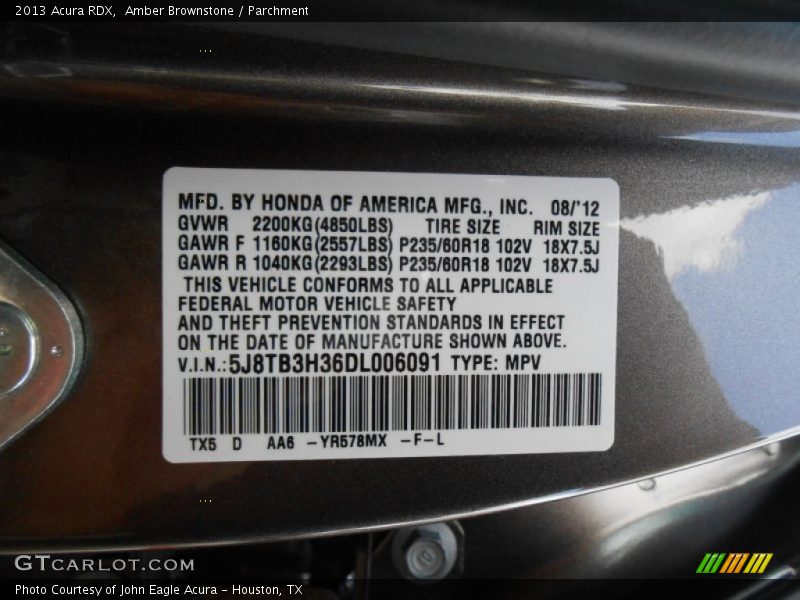 2013 Acura RDX,  Amber Brownstone / Parchment
MFD. BY HONDA OF AMERICA MFG., INC. 08/'12
GVWR 2200KG(4850LBS) TIRE SIZE RIM SIZE
GAWR F 1160KG(2557LBS) P235/60R18 102V 18X7.5J
GAWR R 1040KG(2293LBS) P235/60R18 102V 18X7.5J
THIS VEHICLE CONFORMS TO ALL APPLICABLE
FEDERAL MOTOR VEHICLE SAFETY
AND THEFT PREVENTION STANDARDS IN EFFECT
ON THE DATE OF MANUFACTURE SHOWN ABOVE.
V.I.N.:5J8TB3H36DL006091 TYPE: MPV
TX5 D AA6 -YR578MX -F-L
GTCARLOT.COM
Photo Courtesy of John Eagle Acura - Houston, TX